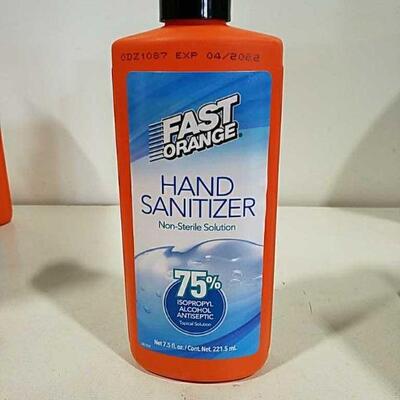 ODZ1087 EXP 04/2022
FAST
ORANGE
HAND
SANITIZER
Non-Sterile Solution
75%
ISOPROPYL
ALCOHOL
ANTISEPTIC
Topical Solution
Net 7.5 fl. oz./Cont. Net. 221.5 mL